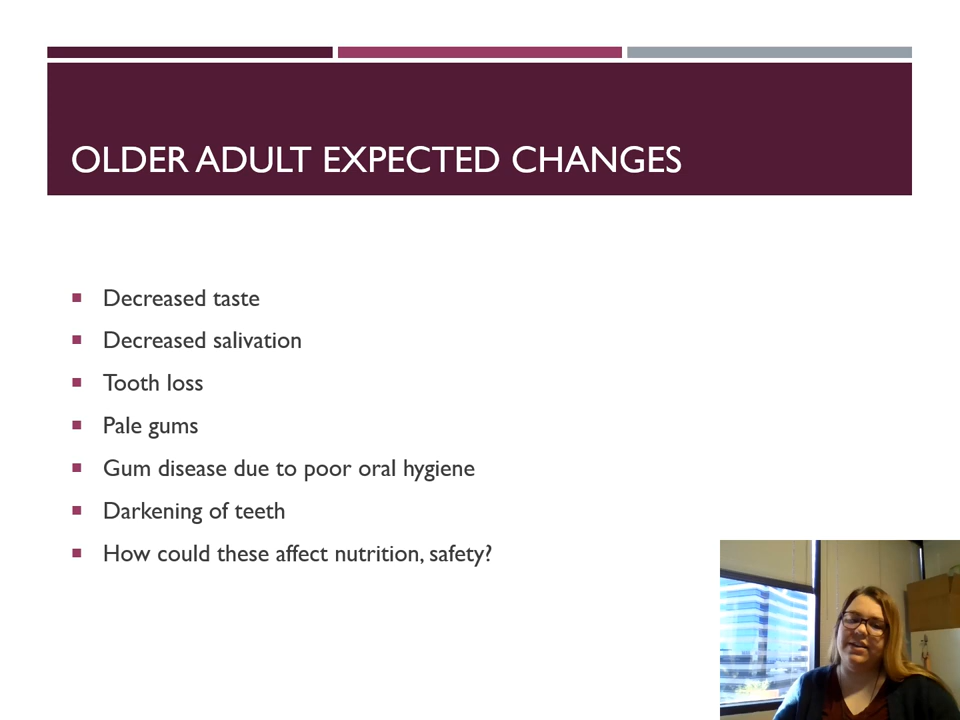 OLDER ADULT EXPECTED CHANGES
Decreased taste
Decreased salivation
Tooth loss
Pale gums
Gum disease due to poor oral hygiene
Darkening of teeth
How could these affect nutrition, safety?